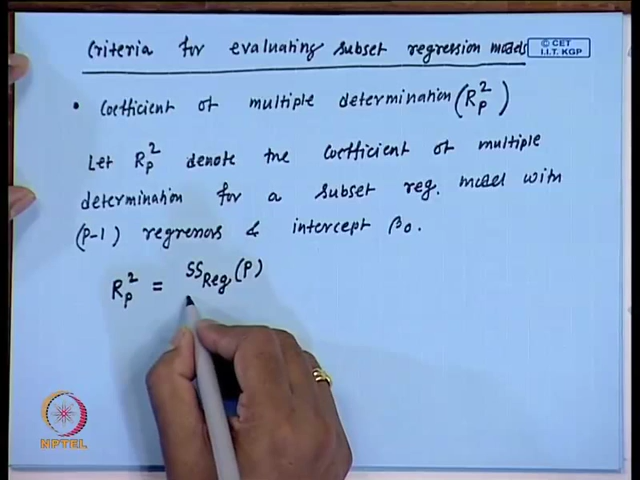 Criteria for evaluating subset regression models
© CET
I.I.T. KGP
• Coefficient of multiple determination (R_p^2)
Let R_p^2 denote the coefficient of multiple
determination for a subset reg. model with
(P-1) regressors & intercept β0.
R_p^2 = SS_Reg(P)
NPTEL